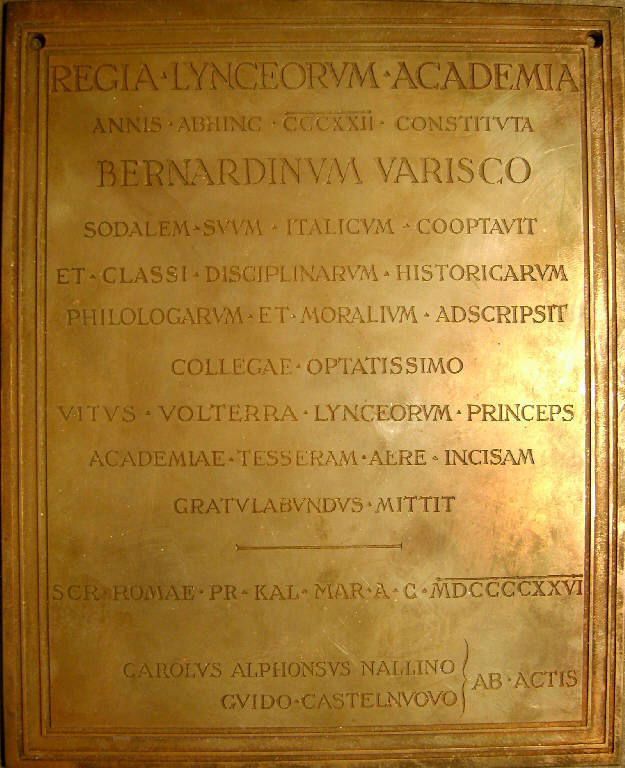 REGIA·LYNCEORVM·ACADEMIA
ANNIS·ABHINC·CCCXXII·CONSTITVTA
BERNARDINVM VARISCO
SODALEM·SVVM·ITALICVM·COOPTAVIT
ET·CLASSI·DISCIPLINARVM·HISTORICARVM
PHILOLOGARVM·ET·MORALIVM·ADSCRIPSIT
COLLEGAE·OPTATISSIMO
VITVS·VOLTERRA·LYNCEORVM·PRINCEPS
ACADEMIAE·TESSERAM·AERE·INCISAM
GRATVLABVNDVS·MITTIT
SCR·ROMAE·PR·KAL·MAR·A·C·MDCCCCXXVI
CAROLVS ALPHONSVS NALLINO
GVIDO·CASTELNVOVO
AB·ACTIS